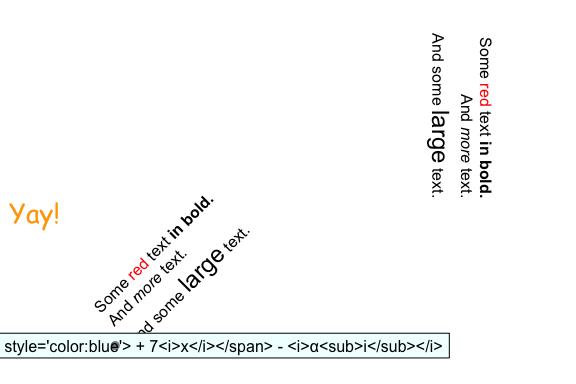 Some red text in bold.
And more text.
And some large text.
Yay!
Some red text in bold.
And more text.
nd some large text.
style='color:blue'> + 7<i>x</i></span> - <i>α<sub>i</sub></i>